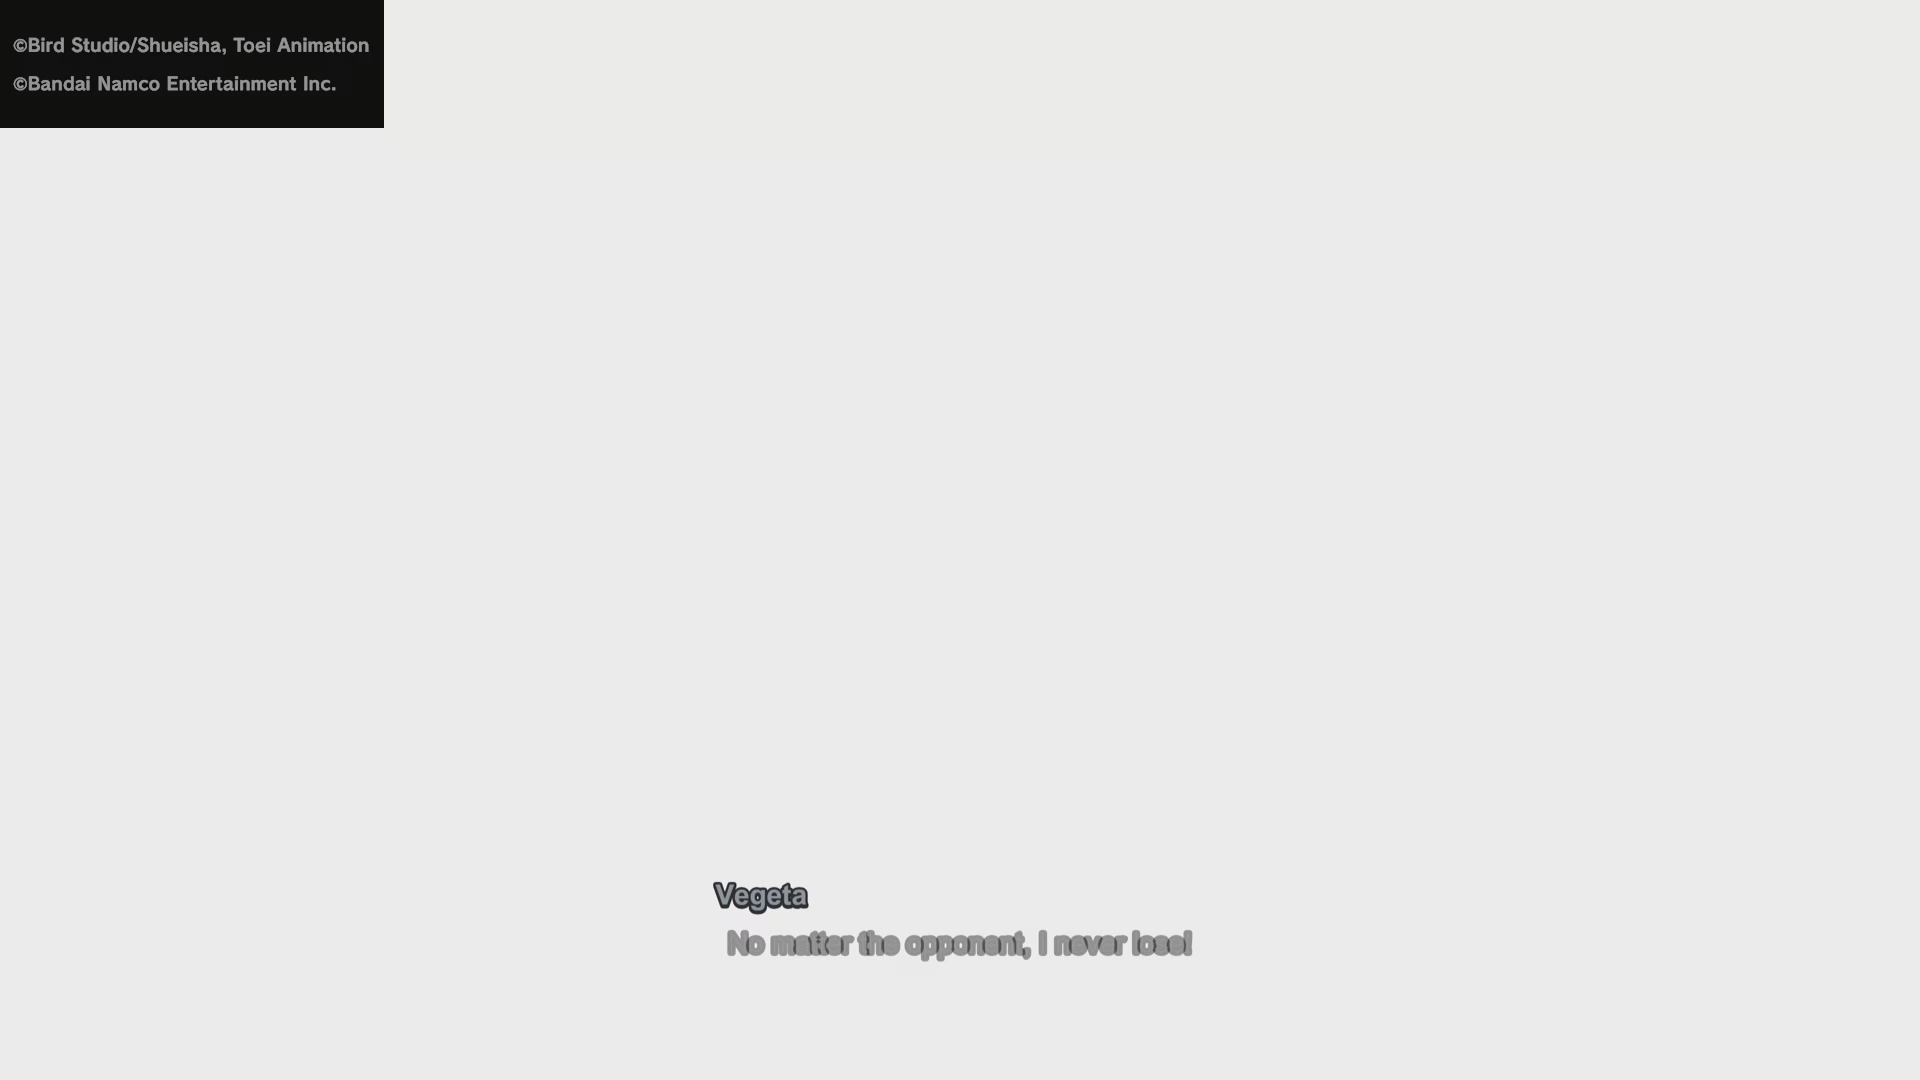 ©Bird Studio/Shueisha, Toei Animation
©Bandai Namco Entertainment Inc.
Vegeta
No matter the opponent, I never lose!